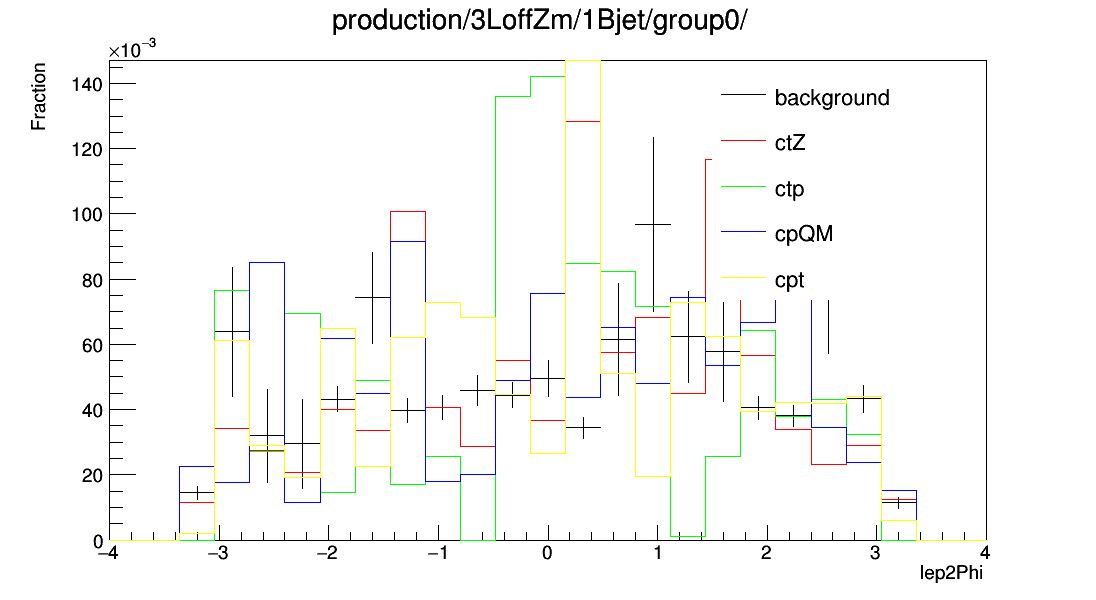 production/3LoffZm/1Bjet/group0/
×10⁻³
Fraction
140
120
100
80
60
40
20
0
background
ctZ
ctp
cpQM
cpt
−4 −3 −2 −1 0 1 2 3 4
lep2Phi